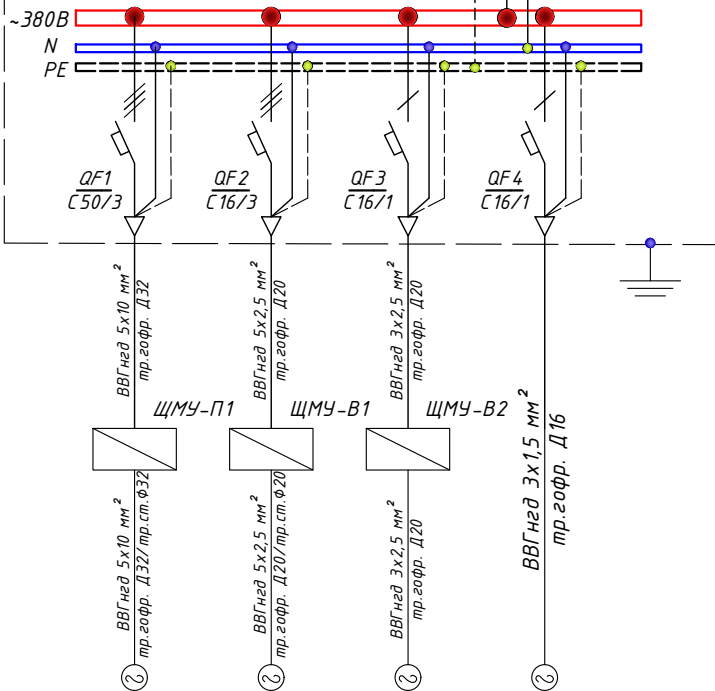 ~380В
N
PE
QF1
C50/3
QF2
C16/3
QF3
C16/1
QF4
C16/1
ВВГнгд 5х10 мм²
тр.гофр. Д32
ВВГнгд 5х2,5 мм²
тр.гофр. Д20
ВВГнгд 3х2,5 мм²
тр.гофр. Д20
ВВГнгд 3х1,5 мм²
тр.гофр. Д16
ЩМУ-П1
ЩМУ-В1
ЩМУ-В2
ВВГнгд 5х10 мм²
тр.гофр. Д32/тр.ст.Ф32
ВВГнгд 5х2,5 мм²
тр.гофр. Д20/тр.ст.Ф20
ВВГнгд 3х2,5 мм²
тр.гофр. Д20